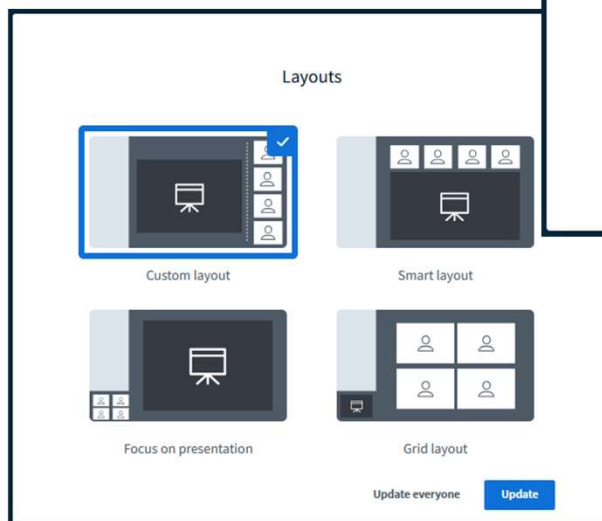 Layouts
Custom layout
Smart layout
Focus on presentation
Grid layout
Update everyone
Update